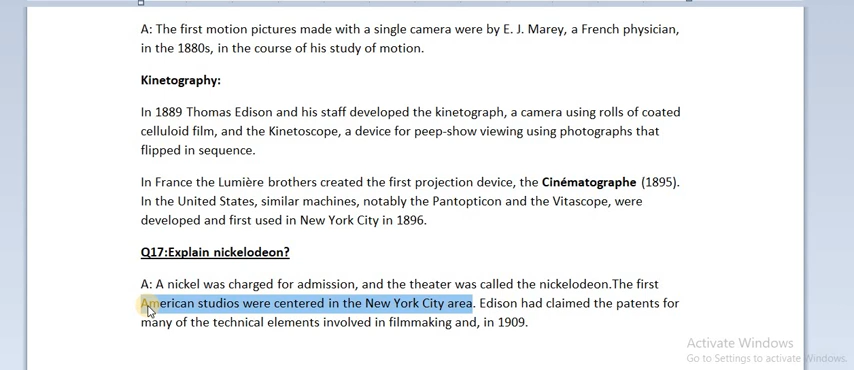 A: The first motion pictures made with a single camera were by E. J. Marey, a French physician,
in the 1880s, in the course of his study of motion.
Kinetography:
In 1889 Thomas Edison and his staff developed the kinetograph, a camera using rolls of coated
celluloid film, and the Kinetoscope, a device for peep-show viewing using photographs that
flipped in sequence.
In France the Lumière brothers created the first projection device, the Cinématographe (1895).
In the United States, similar machines, notably the Pantopticon and the Vitascope, were
developed and first used in New York City in 1896.
Q17:Explain nickelodeon?
A: A nickel was charged for admission, and the theater was called the nickelodeon.The first
American studios were centered in the New York City area. Edison had claimed the patents for
many of the technical elements involved in filmmaking and, in 1909.
Activate Windows
Go to Settings to activate Windows.